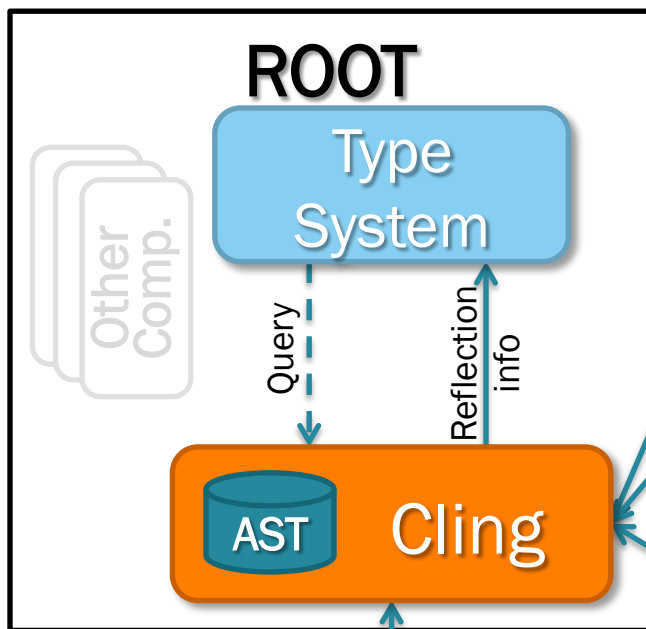 ROOT
Type
System
Other
Comp.
Query
Reflection
info
AST
Cling